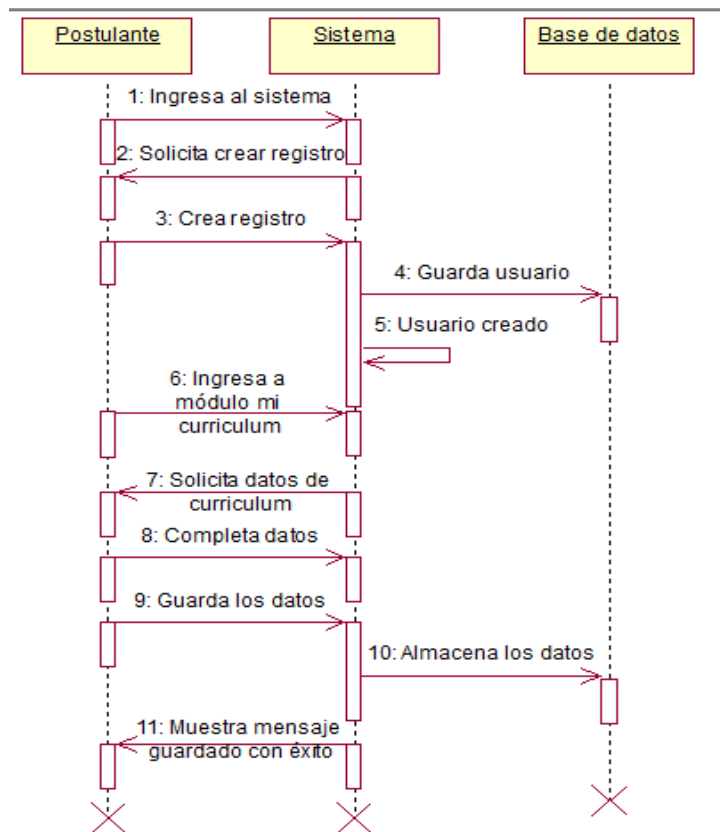 Postulante
Sistema
Base de datos
1: Ingresa al sistema
2: Solicita crear registro
3: Crea registro
4: Guarda usuario
5: Usuario creado
6: Ingresa a
módulo mi
curriculum
7: Solicita datos de
curriculum
8: Completa datos
9: Guarda los datos
10: Almacena los datos
11: Muestra mensaje
guardado con éxito